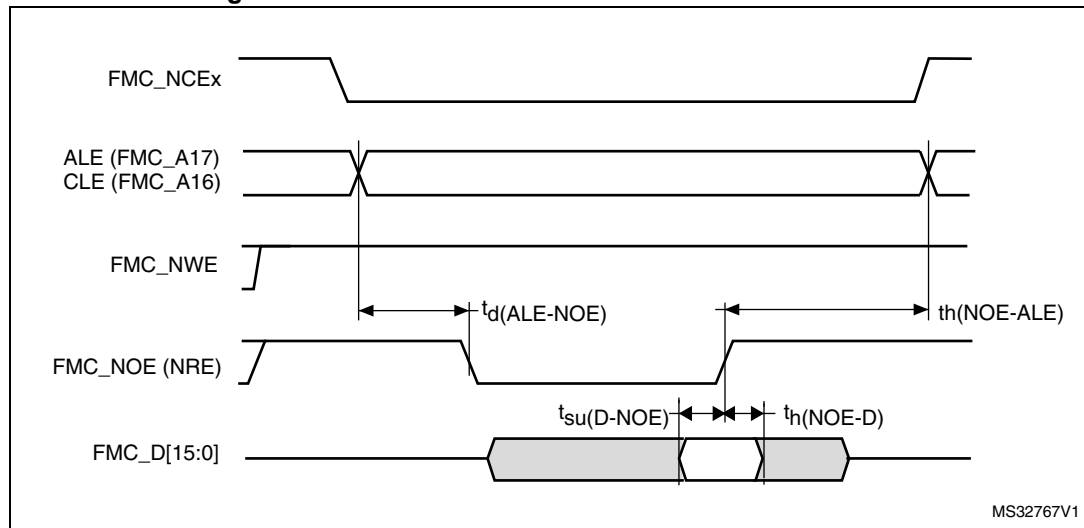 FMC_NCEx
ALE (FMC_A17)
CLE (FMC_A16)
FMC_NWE
td(ALE-NOE)
th(NOE-ALE)
FMC_NOE (NRE)
tsu(D-NOE)
th(NOE-D)
FMC_D[15:0]
MS32767V1